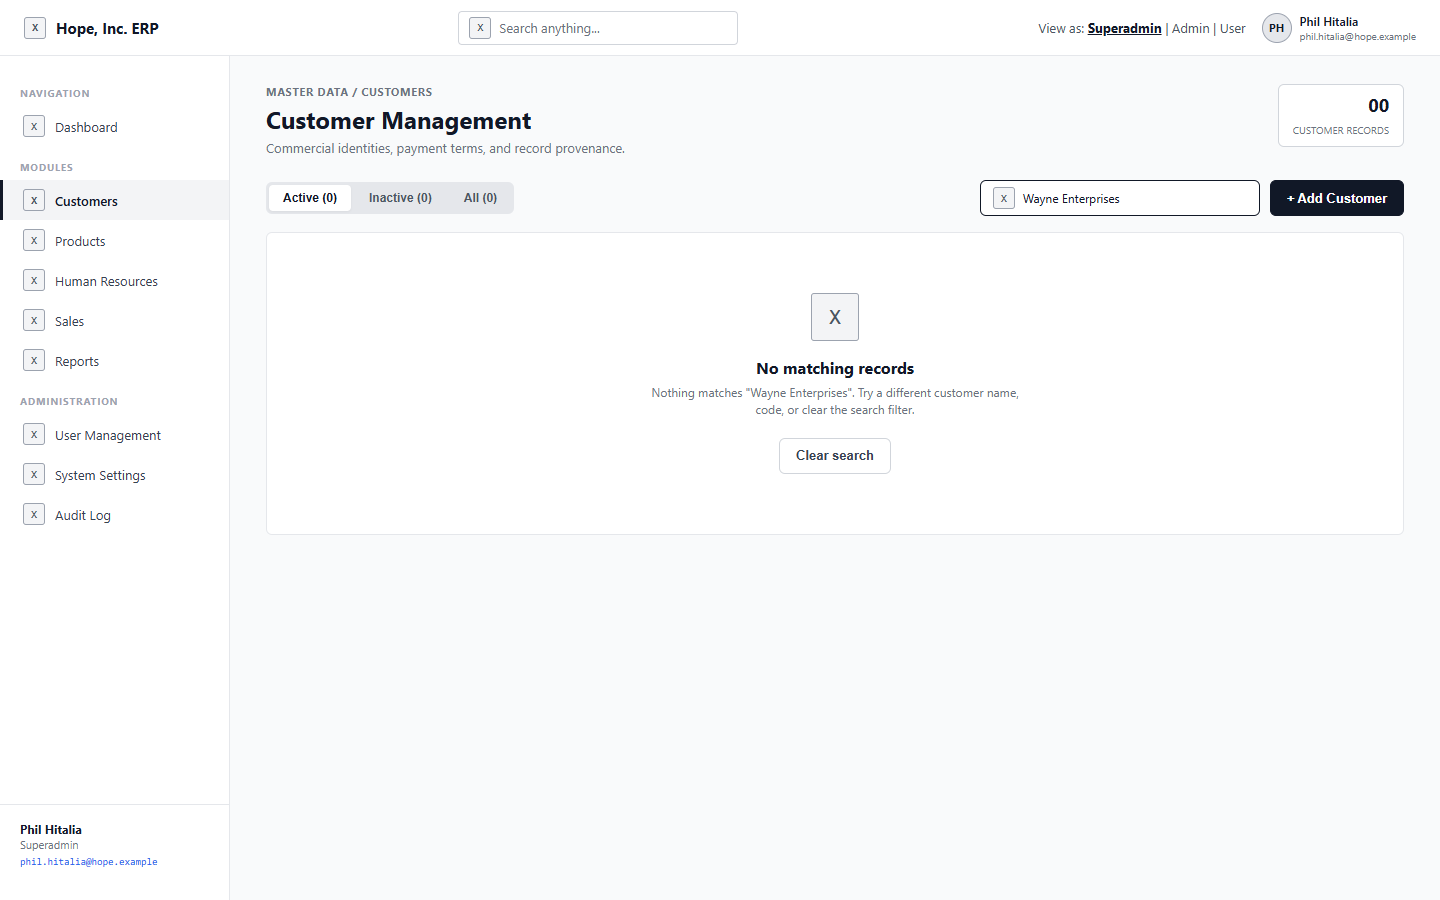 X Hope, Inc. ERP
X Search anything...
View as: Superadmin | Admin | User
PH Phil Hitalia
phil.hitalia@hope.example
NAVIGATION
X Dashboard
MODULES
X Customers
X Products
X Human Resources
X Sales
X Reports
ADMINISTRATION
X User Management
X System Settings
X Audit Log
Phil Hitalia
Superadmin
phil.hitalia@hope.example
MASTER DATA / CUSTOMERS
Customer Management
Commercial identities, payment terms, and record provenance.
00
CUSTOMER RECORDS
Active (0) Inactive (0) All (0)
X Wayne Enterprises
+ Add Customer
X
No matching records
Nothing matches "Wayne Enterprises". Try a different customer name,
code, or clear the search filter.
Clear search